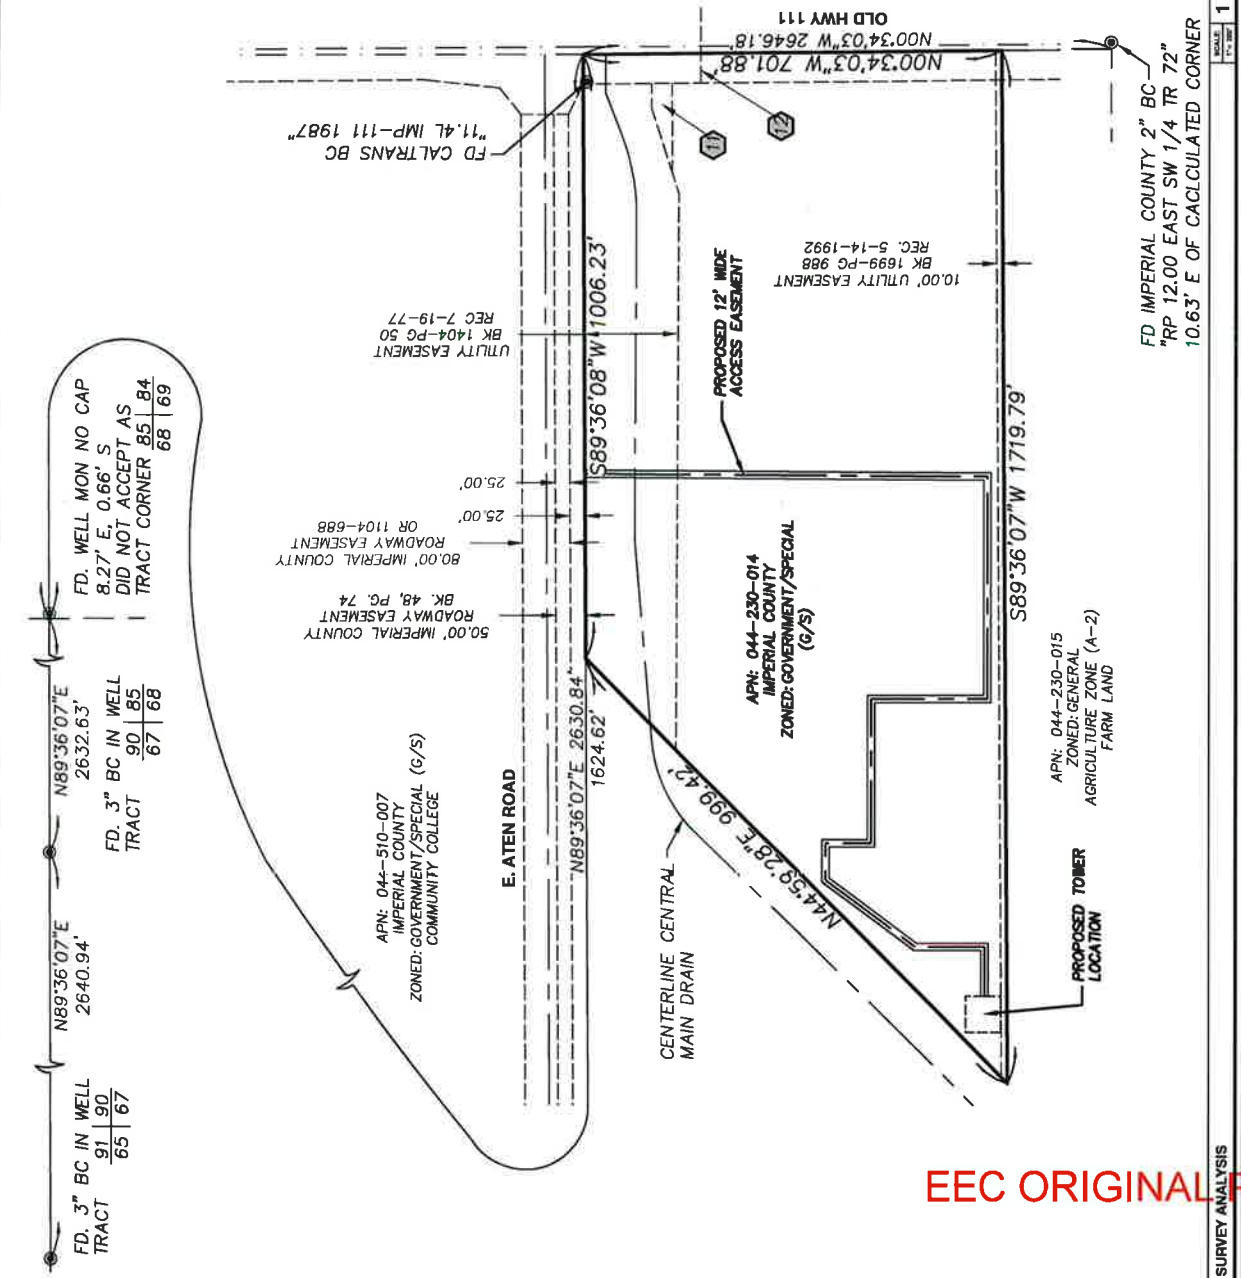 FD. 3" BC IN WELL
TRACT 91 | 90
65 | 67
N89°36'07"E
2640.94'
FD. 3" BC IN WELL
TRACT 90 | 85
67 | 68
N89°36'07"E
2632.63'
FD. WELL MON NO CAP
8.27' E, 0.66' S
DID NOT ACCEPT AS
TRACT CORNER 85 | 84
68 | 69
APN: 044-510-007
IMPERIAL COUNTY
ZONED: GOVERNMENT/SPECIAL (G/S)
COMMUNITY COLLEGE
E. ATEN ROAD
50.00' IMPERIAL COUNTY
ROADWAY EASEMENT
BK. 48, PG. 74
80.00' IMPERIAL COUNTY
ROADWAY EASEMENT
OR 1104-688
25.00'
25.00'
UTILITY EASEMENT
BK 1404-PG 50
REC 7-19-77
FD CALTRANS BC
"11.4L IMP-111 1987"
N89°36'07"E 2630.84'
1624.62'
S89°36'08"W 1006.23'
OLD HWY 111
N00°34'03"W 2646.18'
N00°34'03"W 701.88'
11
12
CENTERLINE CENTRAL
MAIN DRAIN
N44°59'28"E 999.42'
PROPOSED 12' WIDE
ACCESS EASEMENT
10.00' UTILITY EASEMENT
BK 1699-PG 988
REC. 5-14-1992
APN: 044-230-014
IMPERIAL COUNTY
ZONED: GOVERNMENT/SPECIAL
(G/S)
S89°36'07"W 1719.79'
PROPOSED TOWER
LOCATION
APN: 044-230-015
ZONED: GENERAL
AGRICULTURE ZONE (A-2)
FARM LAND
FD IMPERIAL COUNTY 2" BC
"RP 12.00 EAST SW 1/4 TR 72"
10.63' E OF CACLCULATED CORNER
SURVEY ANALYSIS
SCALE:
1
EEC ORIGINAL